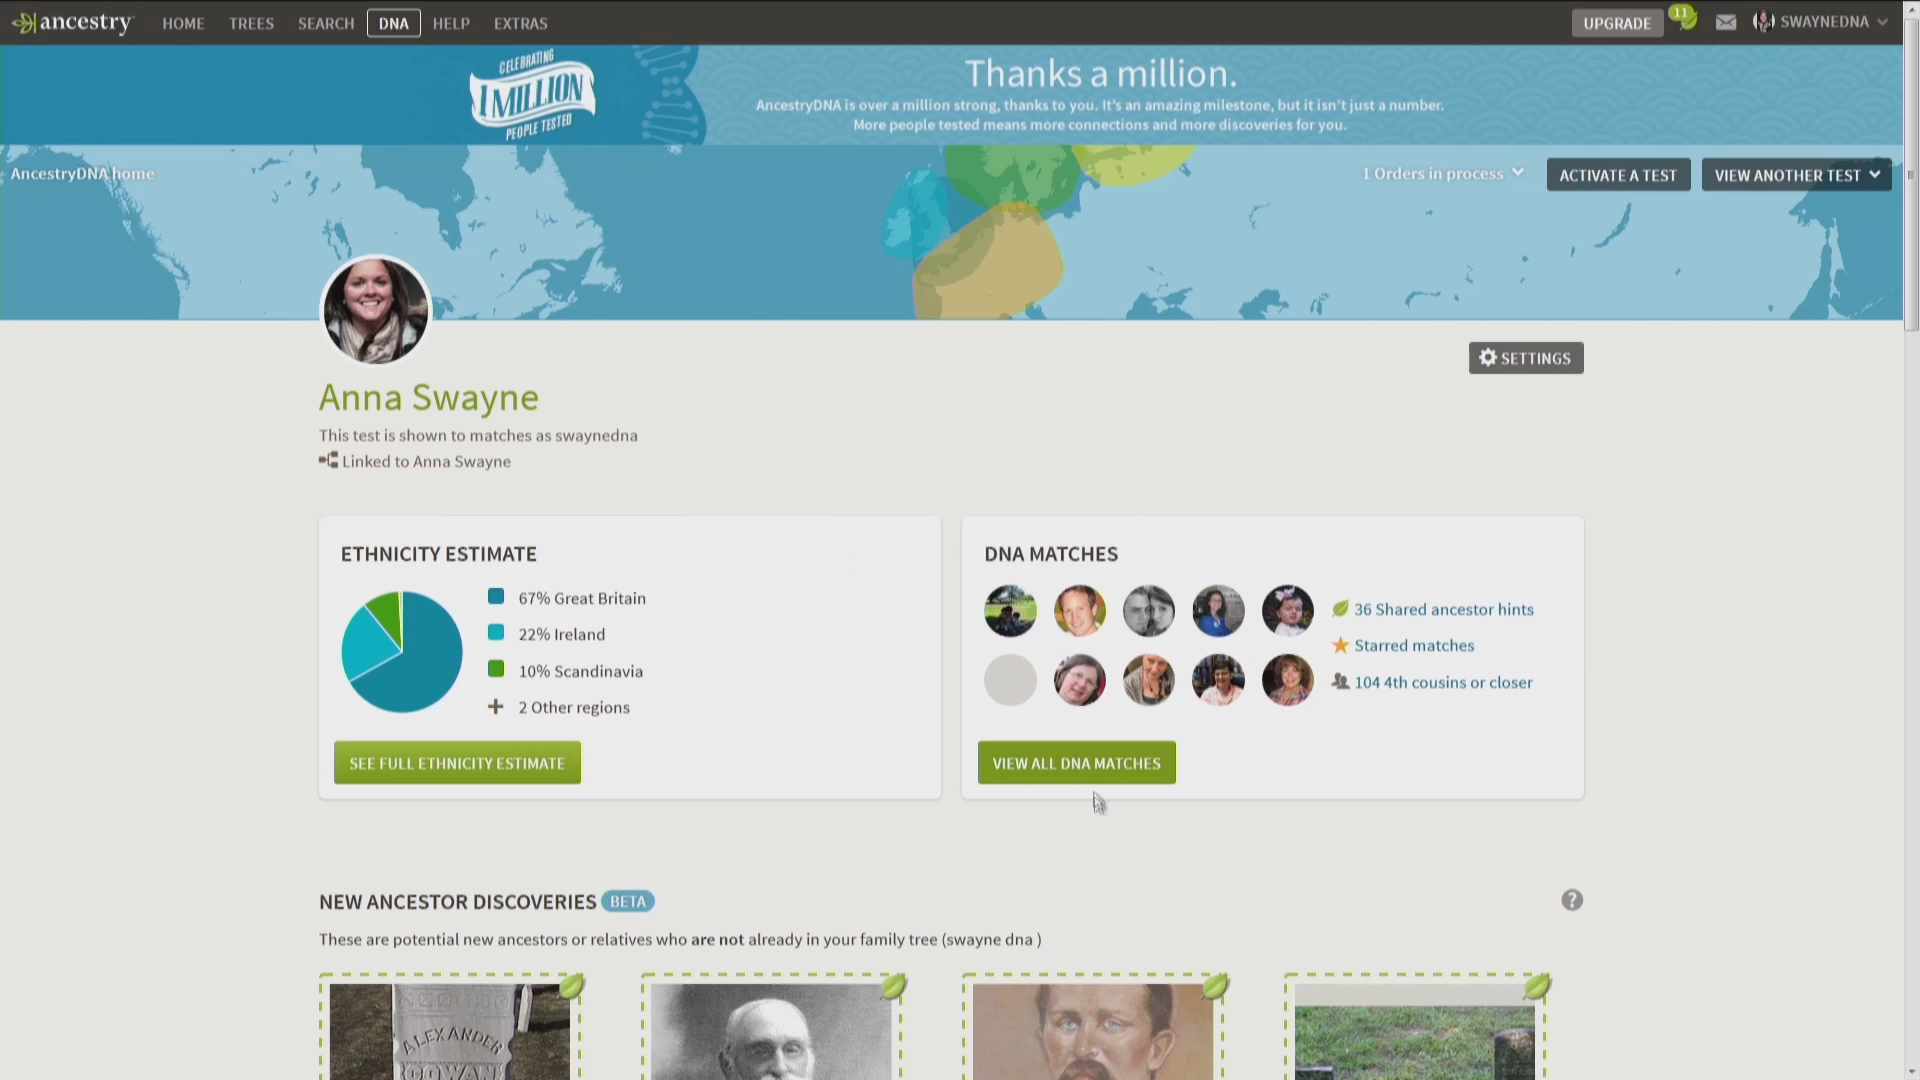 ancestry HOME TREES SEARCH DNA HELP EXTRAS UPGRADE 11 SWAYNEDNA
CELEBRATING
1 MILLION
PEOPLE TESTED
Thanks a million.
AncestryDNA is over a million strong, thanks to you. It's an amazing milestone, but it isn't just a number.
More people tested means more connections and more discoveries for you.
AncestryDNA home 1 Orders in process ACTIVATE A TEST VIEW ANOTHER TEST
SETTINGS
Anna Swayne
This test is shown to matches as swaynedna
Linked to Anna Swayne
ETHNICITY ESTIMATE
67% Great Britain
22% Ireland
10% Scandinavia
+ 2 Other regions
SEE FULL ETHNICITY ESTIMATE
DNA MATCHES
36 Shared ancestor hints
Starred matches
104 4th cousins or closer
VIEW ALL DNA MATCHES
NEW ANCESTOR DISCOVERIES BETA ?
These are potential new ancestors or relatives who are not already in your family tree (swayne dna )
ALEXANDER
COWAN